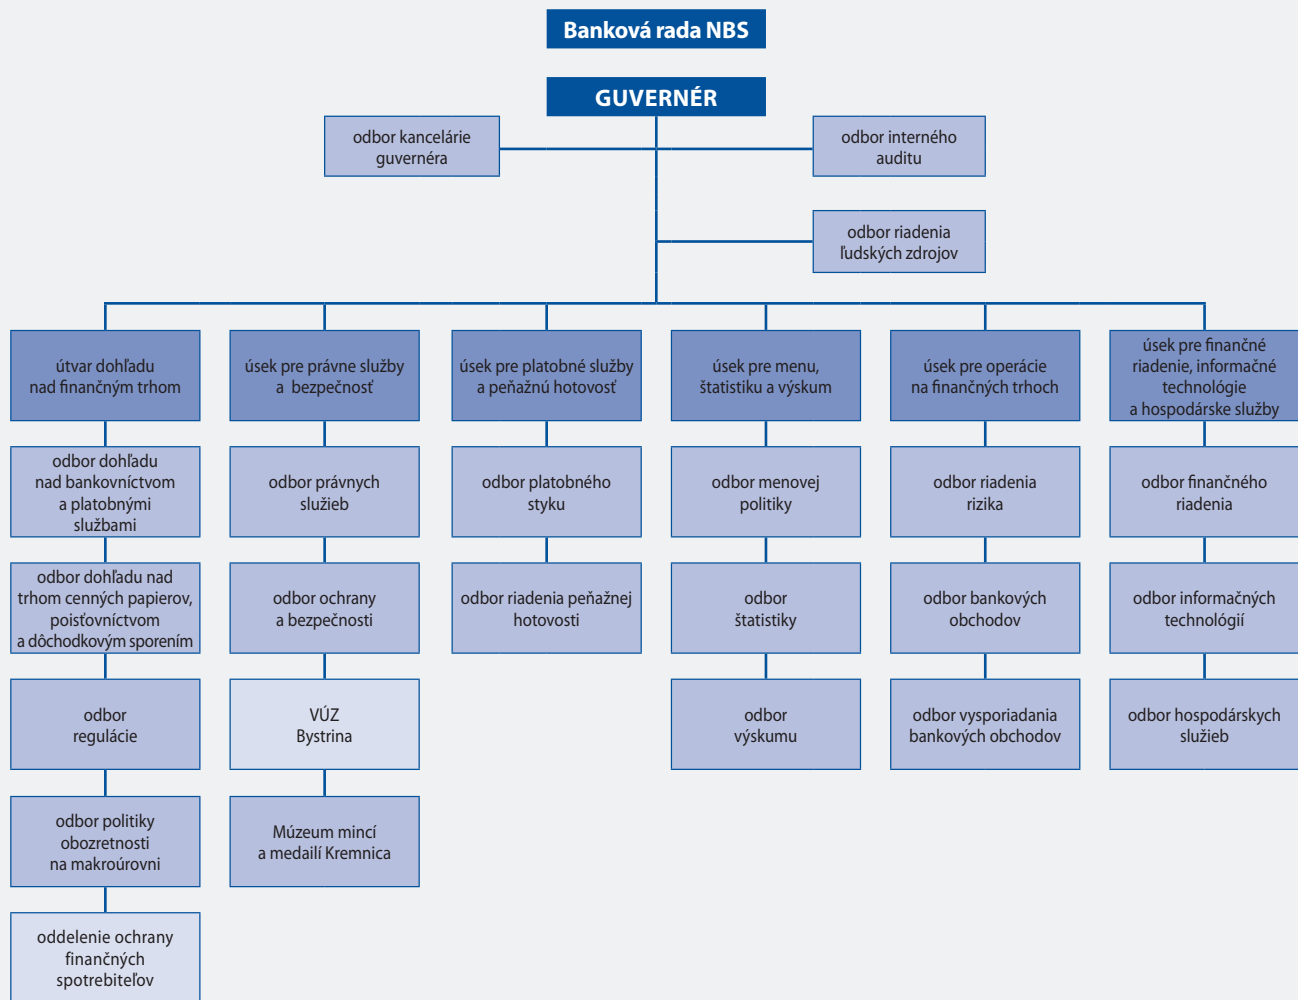 Banková rada NBS
GUVERNÉR
odbor kancelárie
guvernéra
odbor interného
auditu
odbor riadenia
ľudských zdrojov
útvar dohľadu
nad finančným trhom
odbor dohľadu
nad bankovníctvom
a platobnými
službami
odbor dohľadu nad
trhom cenných papierov,
poisťovníctvom
a dôchodkovým sporením
odbor
regulácie
odbor politiky
obozretnosti
na makroúrovni
oddelenie ochrany
finančných
spotrebiteľov
úsek pre právne služby
a bezpečnosť
odbor právnych
služieb
odbor ochrany
a bezpečnosti
VÚZ
Bystrina
Múzeum mincí
a medailí Kremnica
úsek pre platobné služby
a peňažnú hotovosť
odbor platobného
styku
odbor riadenia peňažnej
hotovosti
úsek pre menu,
štatistiku a výskum
odbor menovej
politiky
odbor
štatistiky
odbor
výskumu
úsek pre operácie
na finančných trhoch
odbor riadenia
rizika
odbor bankových
obchodov
odbor vysporiadania
bankových obchodov
úsek pre finančné
riadenie, informačné
technológie
a hospodárske služby
odbor finančného
riadenia
odbor informačných
technológií
odbor hospodárskych
služieb